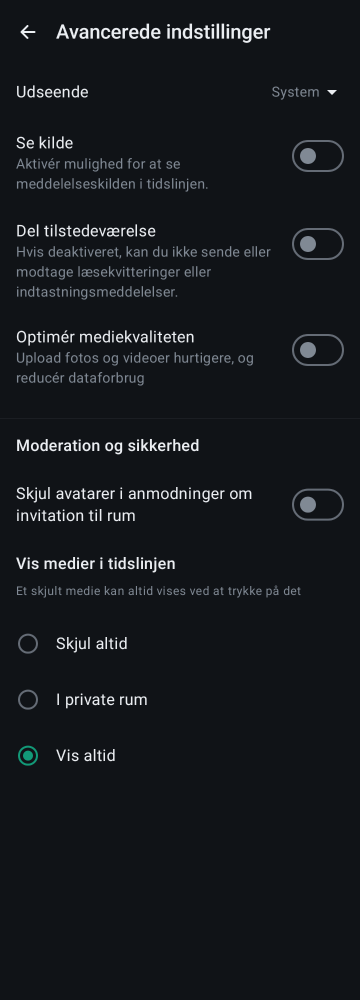 Avancerede indstillinger
Udseende
System
Se kilde
Aktivér mulighed for at se
meddelelseskilden i tidslinjen.
Del tilstedeværelse
Hvis deaktiveret, kan du ikke sende eller
modtage læsekvitteringer eller
indtastningsmeddelelser.
Optimér mediekvaliteten
Upload fotos og videoer hurtigere, og
reducér dataforbrug
Moderation og sikkerhed
Skjul avatarer i anmodninger om
invitation til rum
Vis medier i tidslinjen
Et skjult medie kan altid vises ved at trykke på det
Skjul altid
I private rum
Vis altid